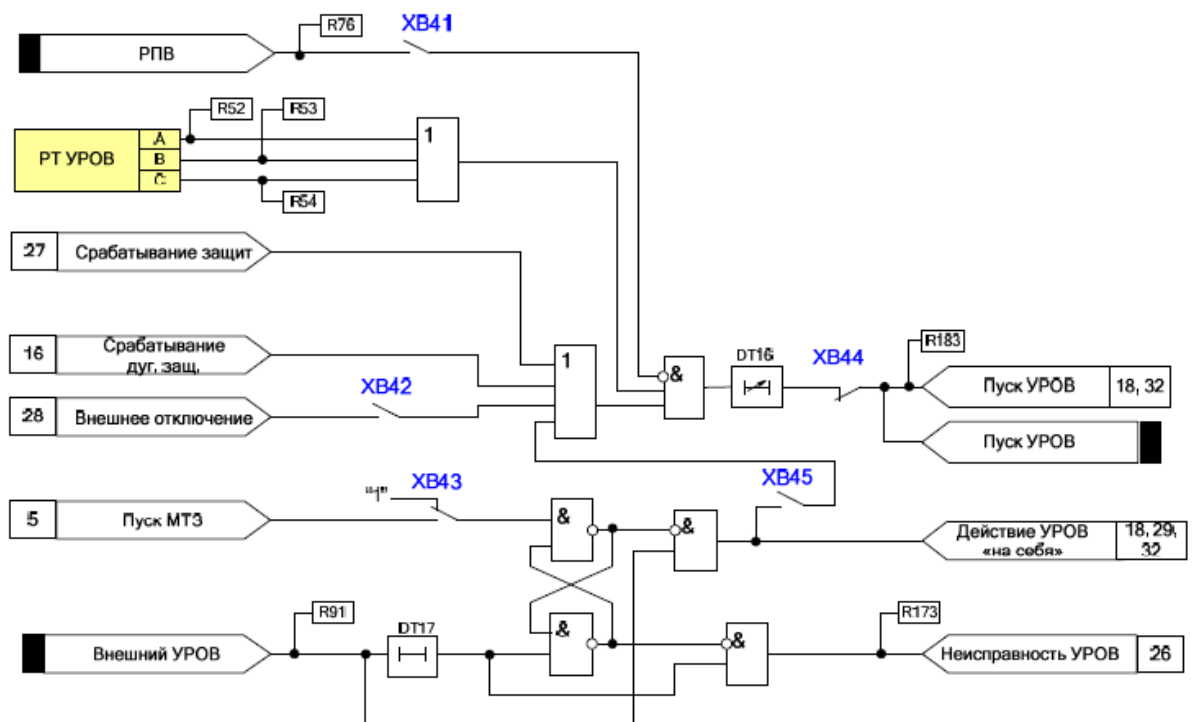 R76
XB41
РПВ
R52
R53
РТ УРОВ
A
B
C
1
R54
27
Срабатывание защит
16
Срабатывание
дуг. защ.
1
&
DT16
XB44
R183
Пуск УРОВ
18, 32
XB42
28
Внешнее отключение
Пуск УРОВ
XB43
XB45
"1"
5
Пуск МТЗ
&
&
Действие УРОВ
«на себя»
18, 29,
32
R91
DT17
&
&
R173
Внешний УРОВ
Неисправность УРОВ
26